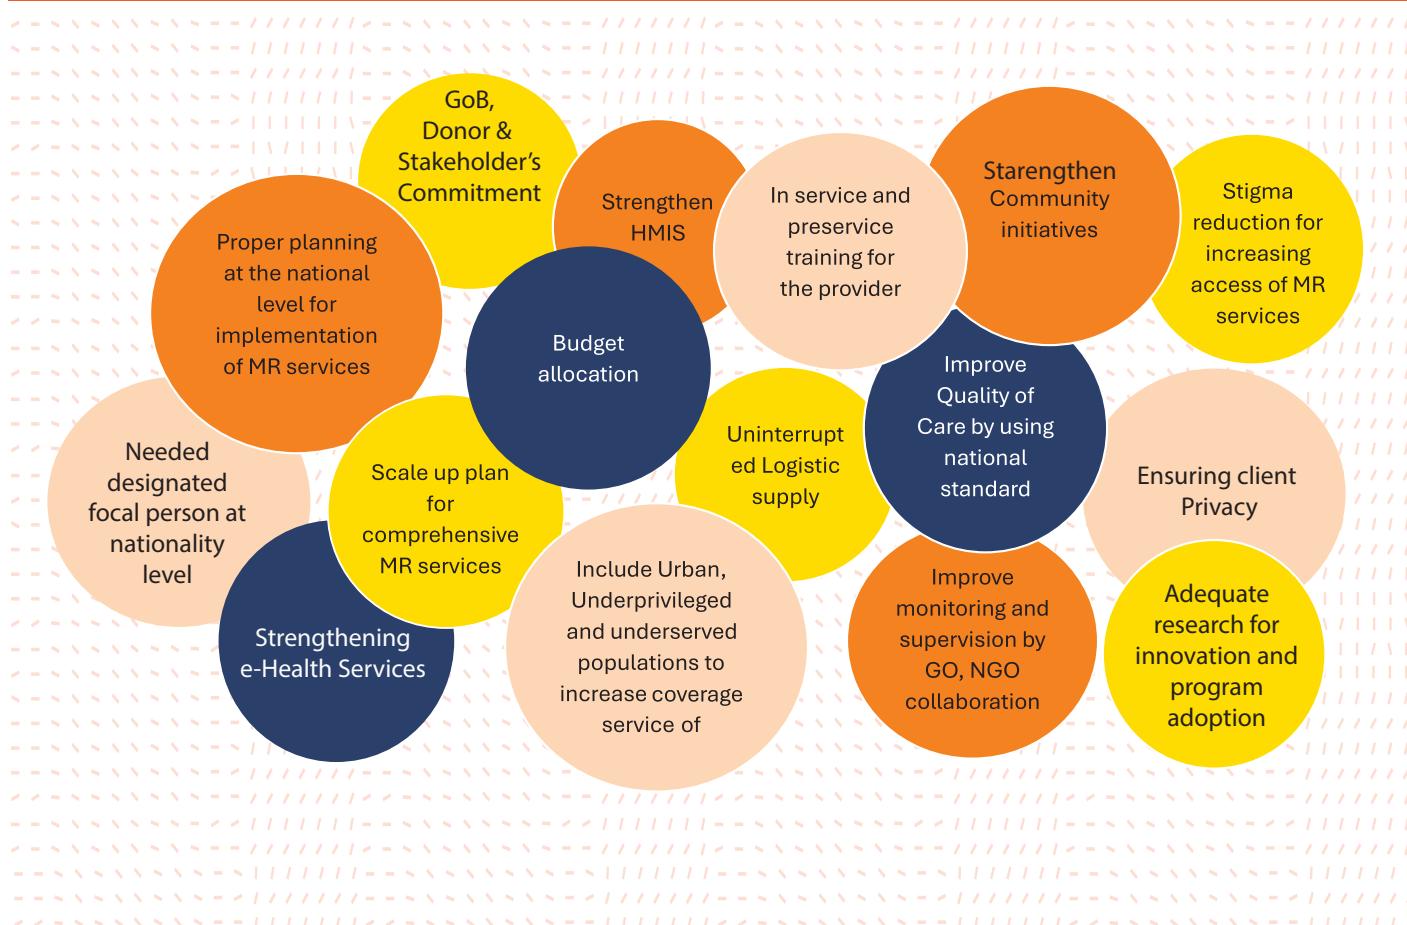 GoB,
Donor &
Stakeholder's
Commitment
Strengthen
HMIS
In service and
preservice
training for
the provider
Starengthen
Community
initiatives
Stigma
reduction for
increasing
access of MR
services
Proper planning
at the national
level for
implementation
of MR services
Budget
allocation
Improve
Quality of
Care by using
national
standard
Needed
designated
focal person at
nationality
level
Scale up plan
for
comprehensive
MR services
Uninterrupt
ed Logistic
supply
Ensuring client
Privacy
Strengthening
e-Health Services
Include Urban,
Underprivileged
and underserved
populations to
increase coverage
service of
Improve
monitoring and
supervision by
GO, NGO
collaboration
Adequate
research for
innovation and
program
adoption